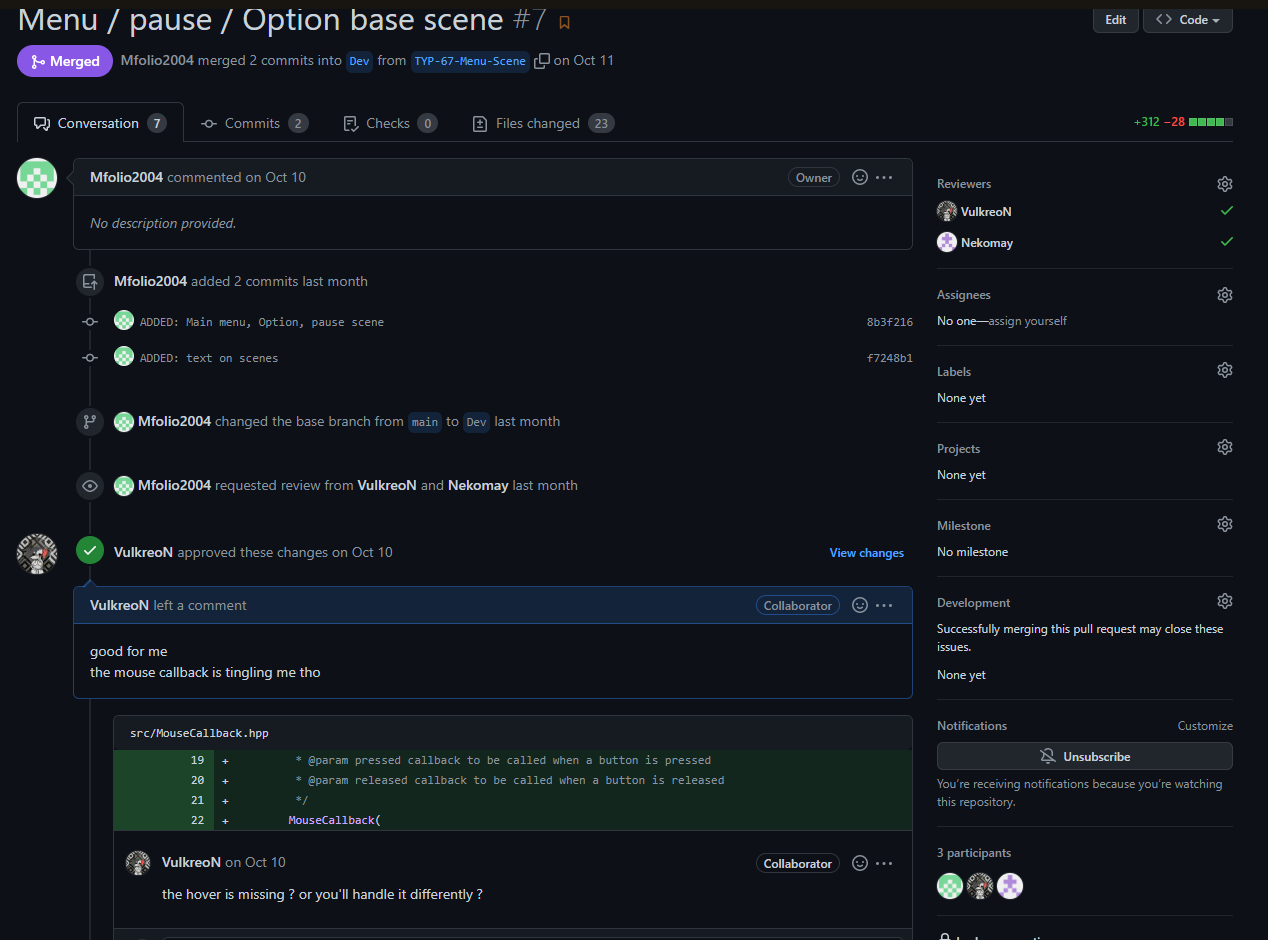 Menu / pause / Option base scene #7
Edit
Code
Merged
Mfolio2004 merged 2 commits into Dev from TYP-67-Menu-Scene on Oct 11
Conversation 7
Commits 2
Checks 0
Files changed 23
+312 −28
Mfolio2004 commented on Oct 10
Owner
No description provided.
Mfolio2004 added 2 commits last month
ADDED: Main menu, Option, pause scene
8b3f216
ADDED: text on scenes
f7248b1
Mfolio2004 changed the base branch from main to Dev last month
Mfolio2004 requested review from VulkreoN and Nekomay last month
VulkreoN approved these changes on Oct 10
View changes
VulkreoN left a comment
Collaborator
good for me
the mouse callback is tingling me tho
src/MouseCallback.hpp
19 + * @param pressed callback to be called when a button is pressed
20 + * @param released callback to be called when a button is released
21 + */
22 + MouseCallback(
VulkreoN on Oct 10
Collaborator
the hover is missing ? or you'll handle it differently ?
Reviewers
VulkreoN
Nekomay
Assignees
No one—assign yourself
Labels
None yet
Projects
None yet
Milestone
No milestone
Development
Successfully merging this pull request may close these
issues.
None yet
Notifications
Customize
Unsubscribe
You're receiving notifications because you're watching
this repository.
3 participants